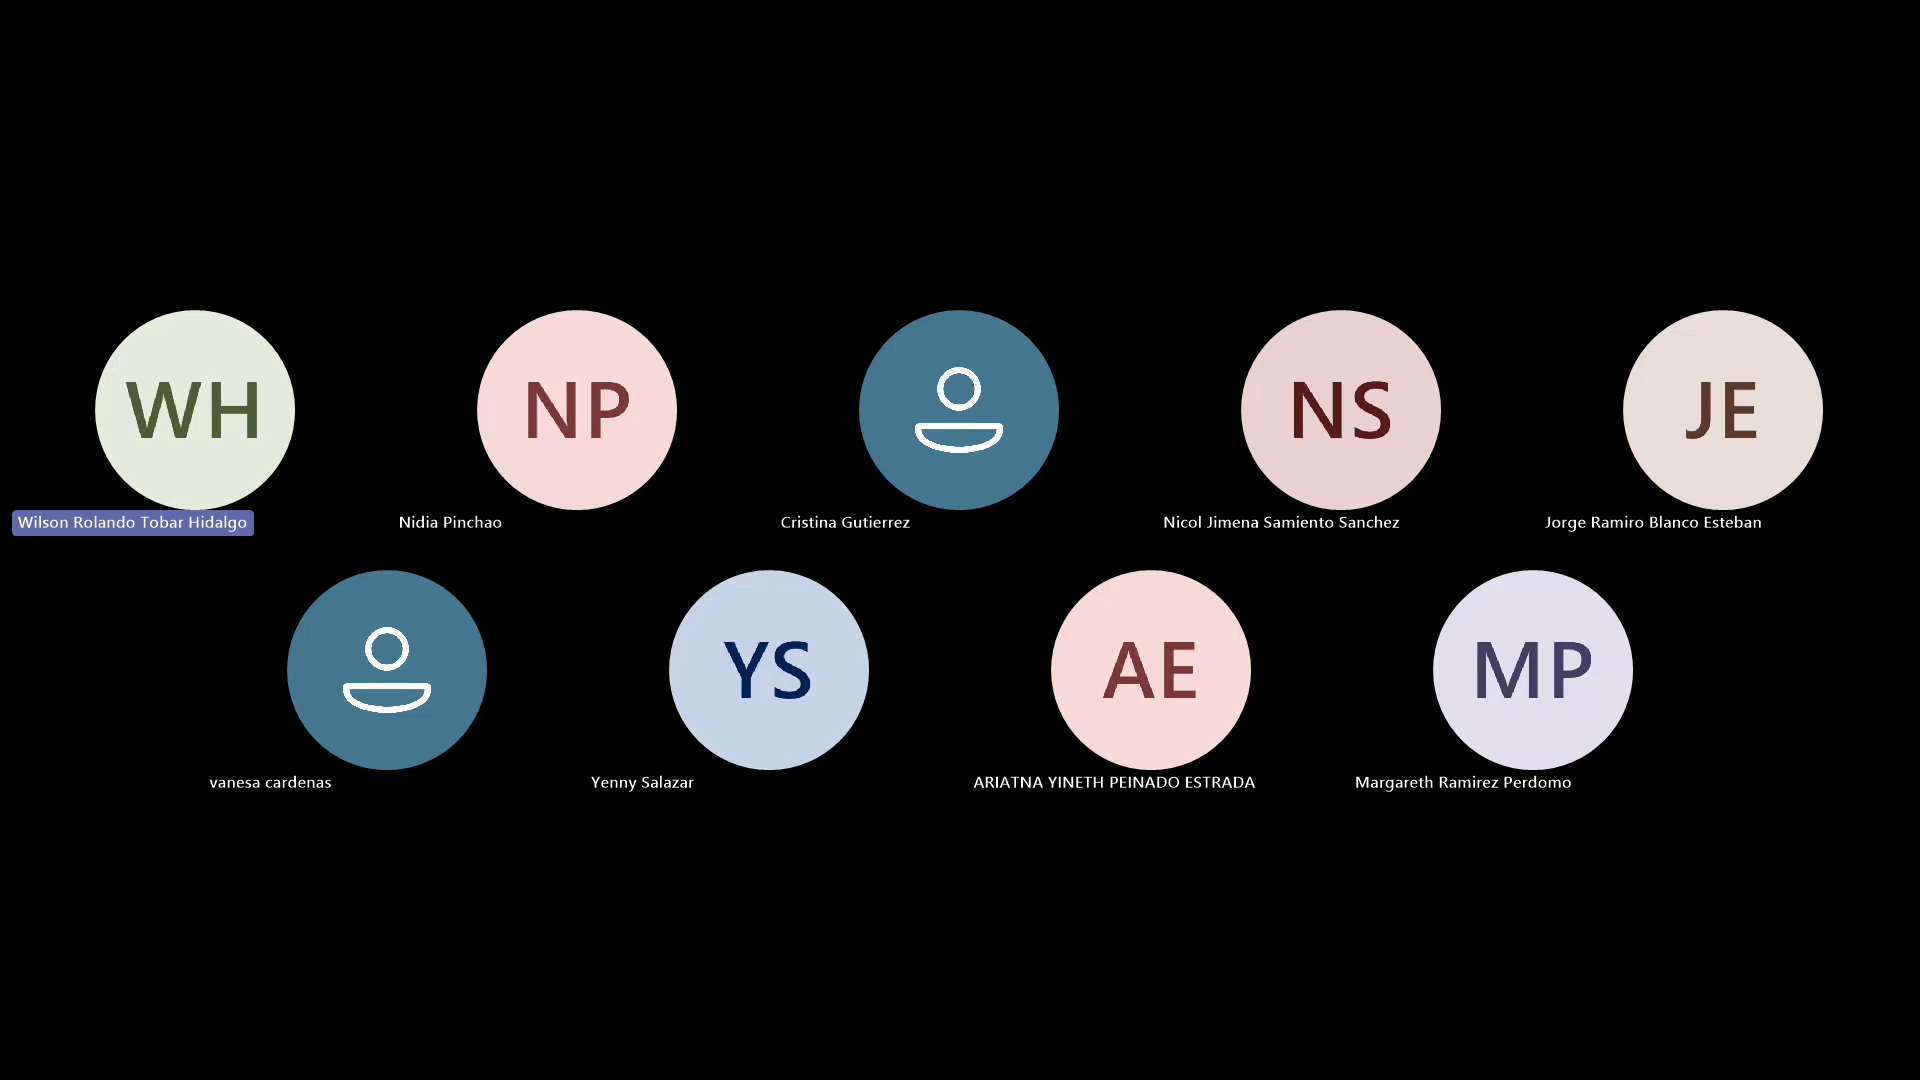 WH
NP
NS
JE
Wilson Rolando Tobar Hidalgo
Nidia Pinchao
Cristina Gutierrez
Nicol Jimena Samiento Sanchez
Jorge Ramiro Blanco Esteban
YS
AE
MP
vanesa cardenas
Yenny Salazar
ARIATNA YINETH PEINADO ESTRADA
Margareth Ramirez Perdomo